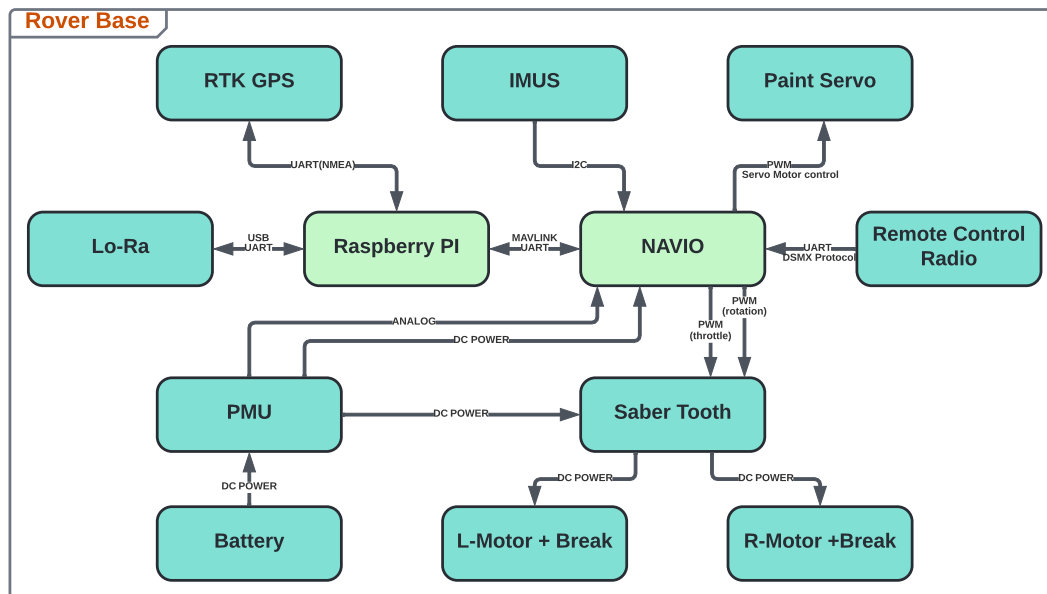 Rover Base
RTK GPS
IMUS
Paint Servo
UART(NMEA)
I2C
PWM
Servo Motor control
Lo-Ra
USB
UART
Raspberry PI
MAVLINK
UART
NAVIO
UART
DSMX Protocol
Remote Control
Radio
PWM
(rotation)
ANALOG
PWM
(throttle)
DC POWER
PMU
DC POWER
Saber Tooth
DC POWER
DC POWER
DC POWER
Battery
L-Motor + Break
R-Motor +Break